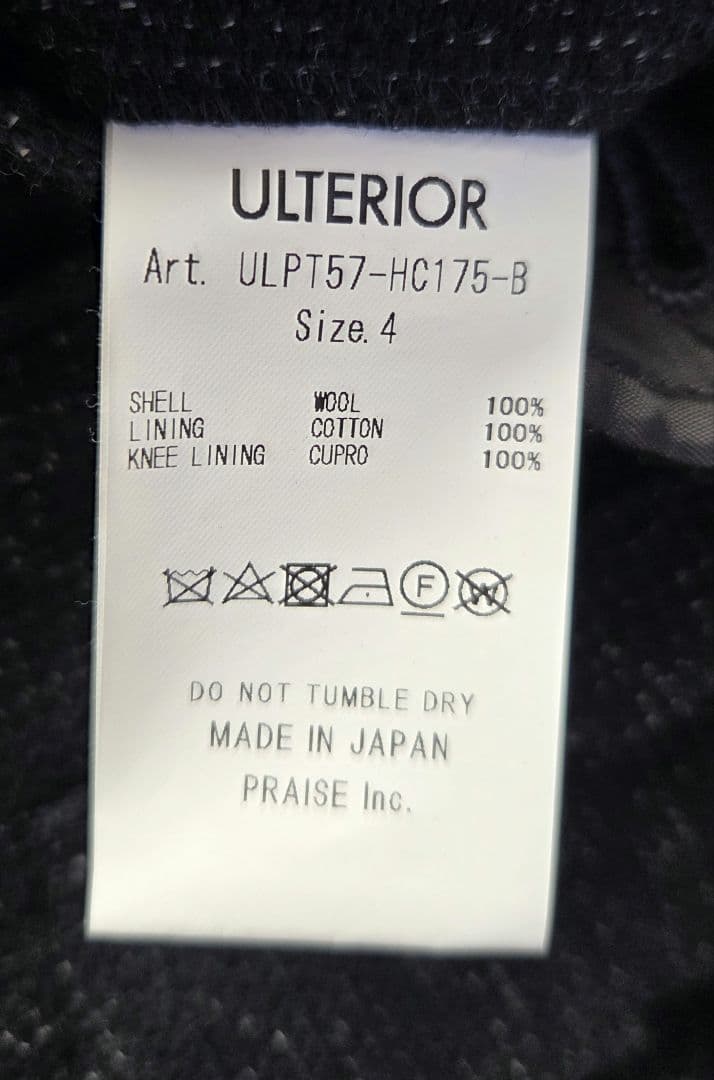 ULTERIOR
Art. ULPT57-HC175-B
Size. 4
SHELL WOOL 100%
LINING COTTON 100%
KNEE LINING CUPRO 100%
F W
DO NOT TUMBLE DRY
MADE IN JAPAN
PRAISE Inc.